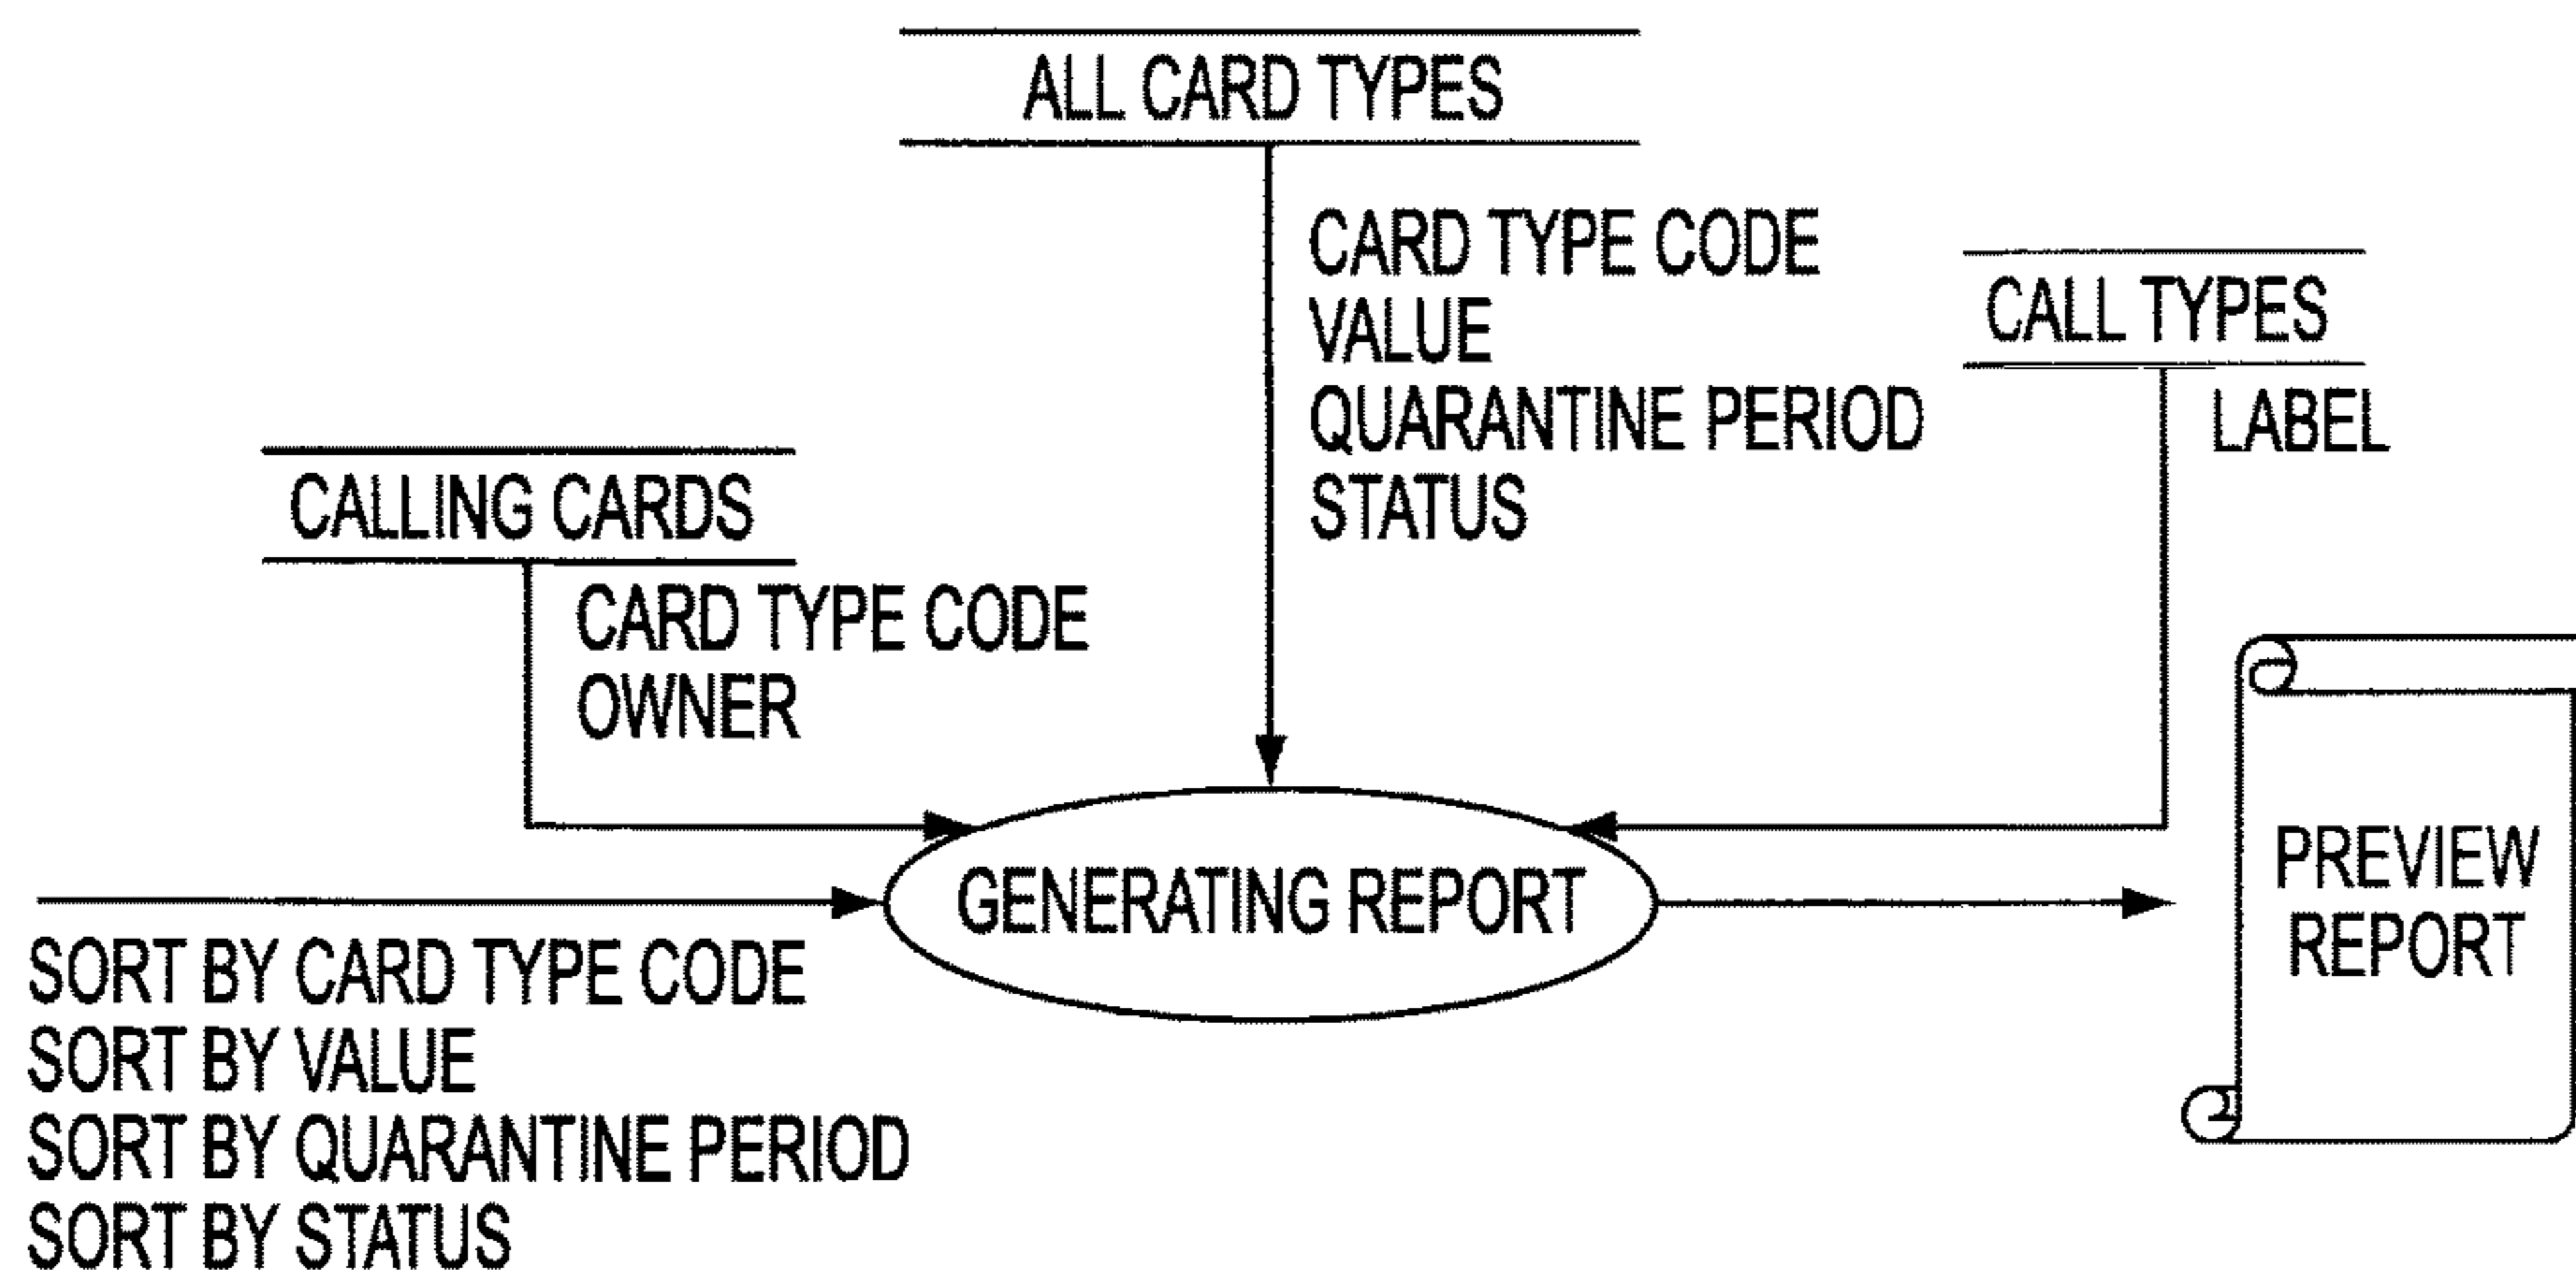 ALL CARD TYPES
CARD TYPE CODE
VALUE
QUARANTINE PERIOD
STATUS
CALL TYPES
LABEL
CALLING CARDS
CARD TYPE CODE
OWNER
GENERATING REPORT
PREVIEW
REPORT
SORT BY CARD TYPE CODE
SORT BY VALUE
SORT BY QUARANTINE PERIOD
SORT BY STATUS